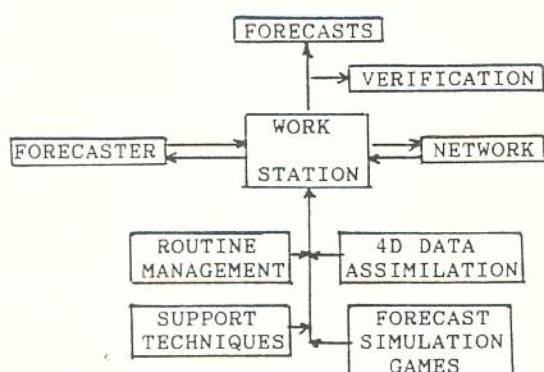 FORECASTS
VERIFICATION
WORK
STATION
FORECASTER
NETWORK
ROUTINE
MANAGEMENT
4D DATA
ASSIMILATION
SUPPORT
TECHNIQUES
FORECAST
SIMULATION
GAMES